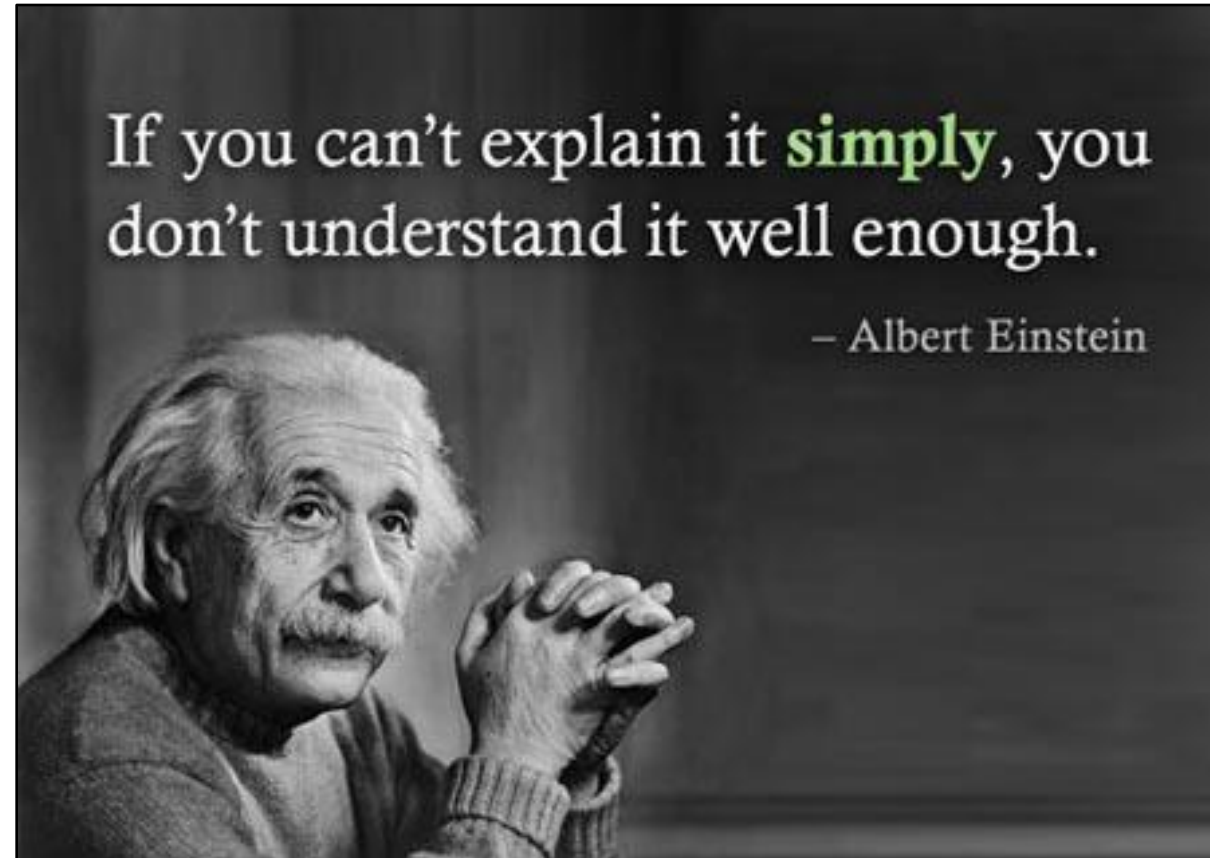 If you can’t explain it simply, you
don’t understand it well enough.
– Albert Einstein